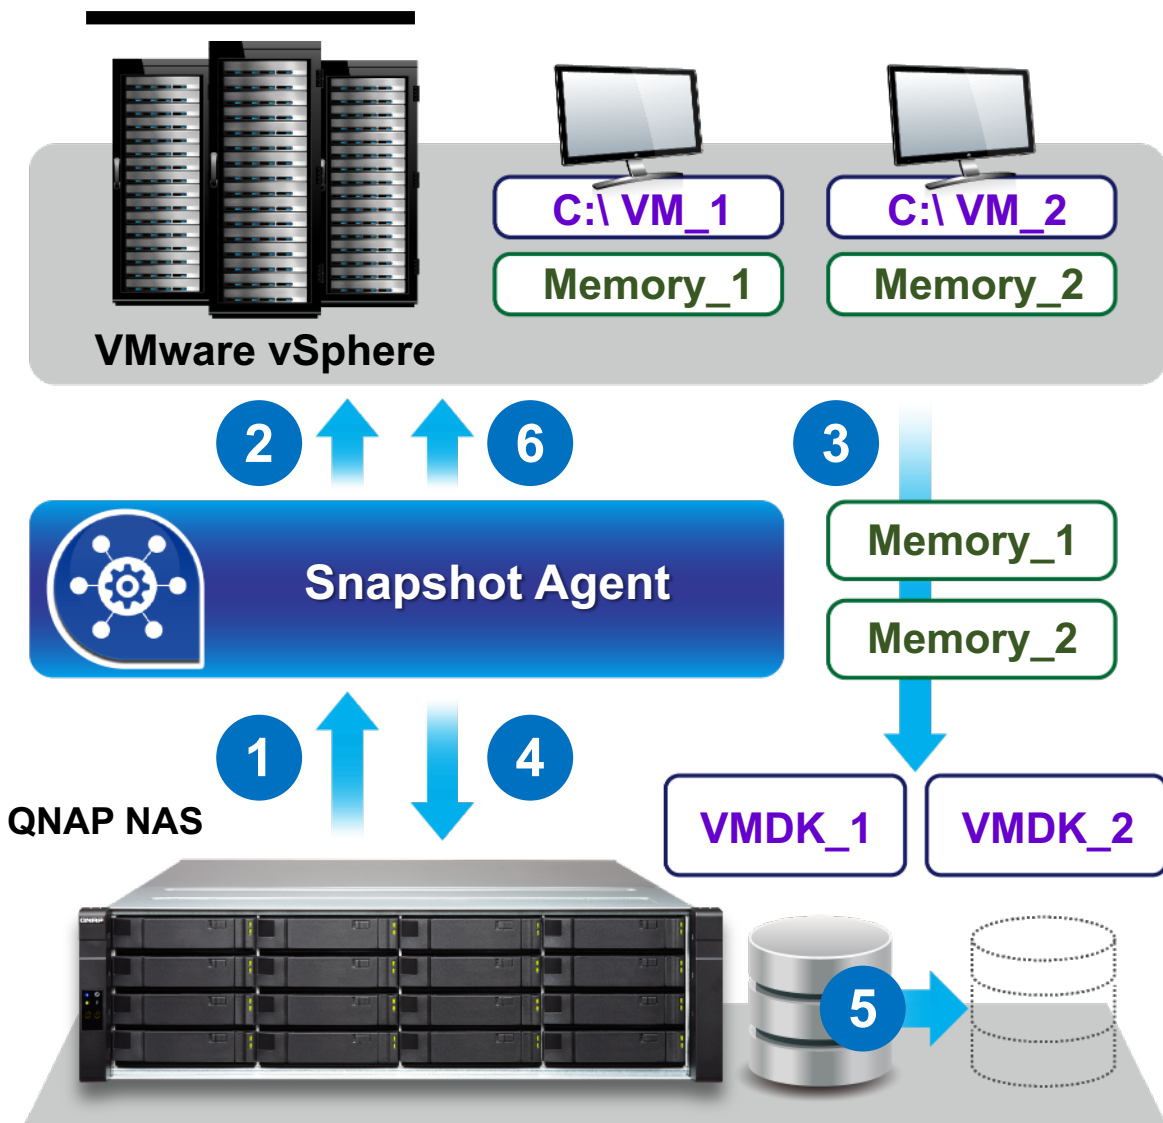 C:\ VM_1
C:\ VM_2
Memory_1
Memory_2
VMware vSphere
2
6
3
Memory_1
Snapshot Agent
Memory_2
1
4
QNAP NAS
VMDK_1
VMDK_2
QNAP
5